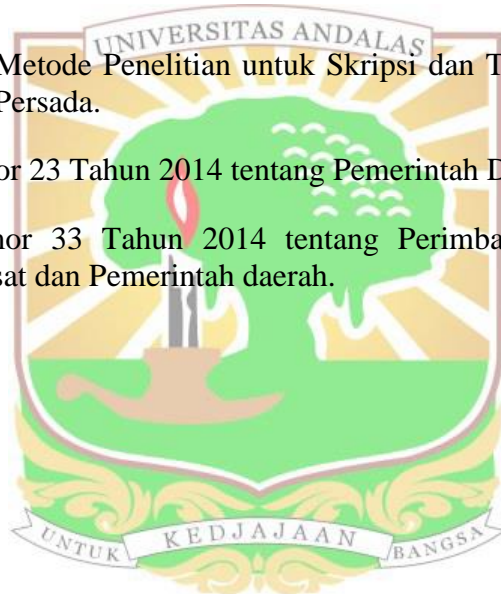 UNIVERSITAS ANDALAS
Metode Penelitian untuk Skripsi dan T
Persada.
or 23 Tahun 2014 tentang Pemerintah D
nor 33 Tahun 2014 tentang Perimba
sat dan Pemerintah daerah.
UNTUK KEDJAJAAN BANGSA